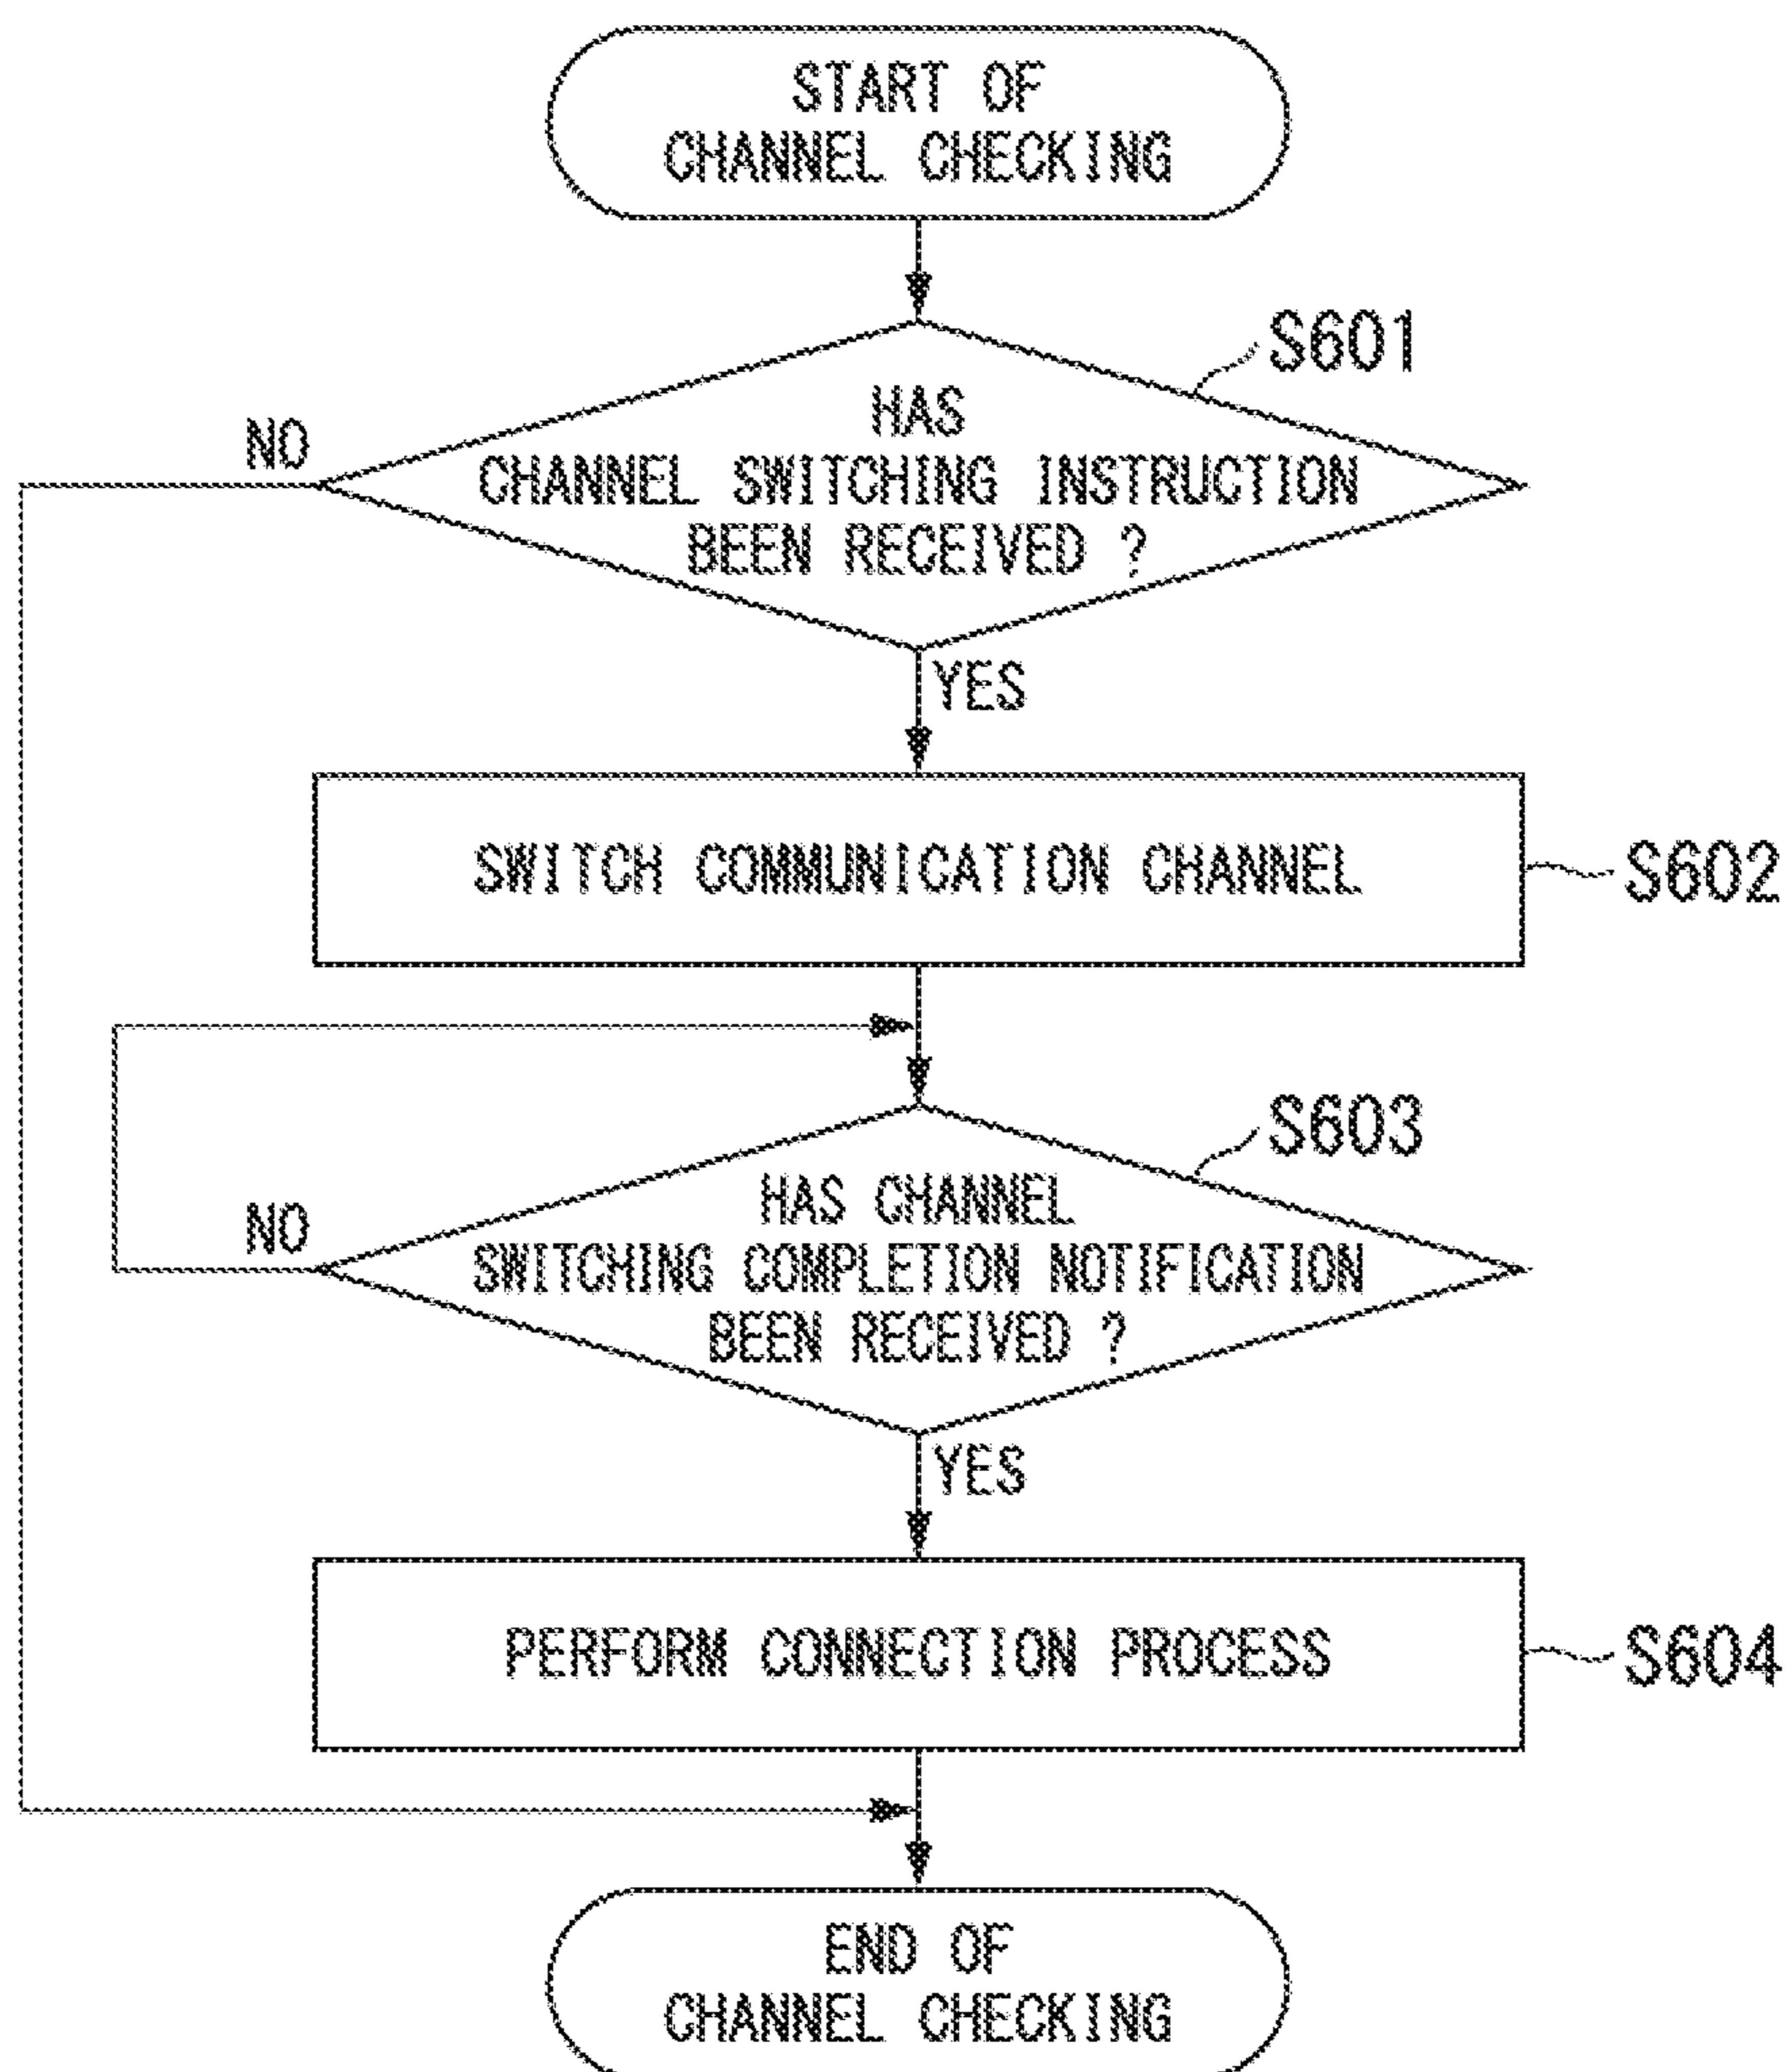 START OF
CHANNEL CHECKING
S601
HAS
CHANNEL SWITCHING INSTRUCTION
BEEN RECEIVED ?
NO
YES
SWITCH COMMUNICATION CHANNEL
S602
S603
HAS CHANNEL
SWITCHING COMPLETION NOTIFICATION
BEEN RECEIVED ?
NO
YES
PERFORM CONNECTION PROCESS
S604
END OF
CHANNEL CHECKING